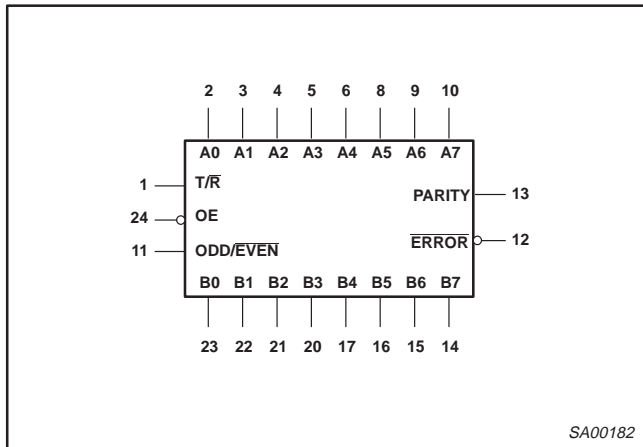 2 3 4 5 6 8 9 10
A0 A1 A2 A3 A4 A5 A6 A7
1 T/R̅
PARITY 13
24 OE
E̅R̅R̅O̅R̅ 12
11 ODD/E̅V̅E̅N̅
B0 B1 B2 B3 B4 B5 B6 B7
23 22 21 20 17 16 15 14
SA00182